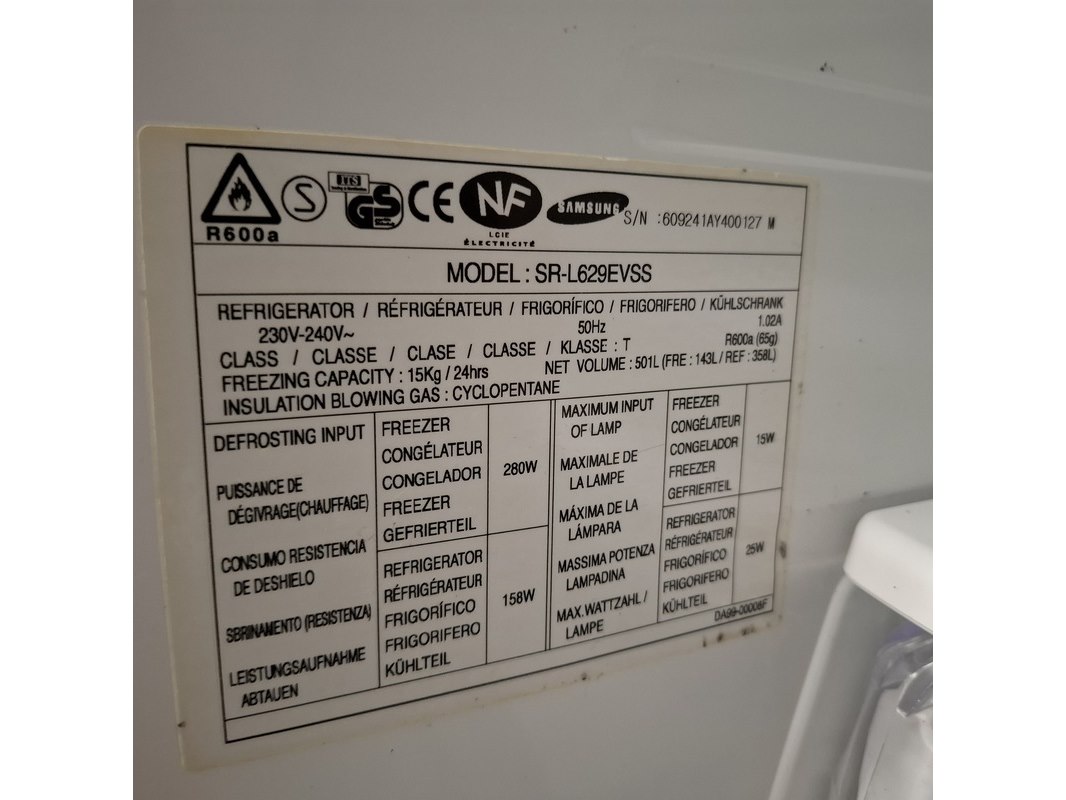 R600a
S
ITS
GS
CE
NF
LCIE
ÉLECTRICITÉ
SAMSUNG
S/N :609241AY400127 M
MODEL : SR-L629EVSS
REFRIGERATOR / RÉFRIGÉRATEUR / FRIGORÍFICO / FRIGORIFERO / KÜHLSCHRANK
230V-240V~ 50Hz 1.02A
CLASS / CLASSE / CLASE / CLASSE / KLASSE : T R600a (65g)
FREEZING CAPACITY : 15Kg / 24hrs NET VOLUME : 501L (FRE : 143L / REF : 358L)
INSULATION BLOWING GAS : CYCLOPENTANE
DEFROSTING INPUT
PUISSANCE DE
DÉGIVRAGE(CHAUFFAGE)
CONSUMO RESISTENCIA
DE DESHIELO
SBRINAMENTO (RESISTENZA)
LEISTUNGSAUFNAHME
ABTAUEN
FREEZER
CONGÉLATEUR
CONGELADOR
FREEZER
GEFRIERTEIL
280W
REFRIGERATOR
RÉFRIGÉRATEUR
FRIGORÍFICO
FRIGORIFERO
KÜHLTEIL
158W
MAXIMUM INPUT
OF LAMP
MAXIMALE DE
LA LAMPE
MÁXIMA DE LA
LÁMPARA
MASSIMA POTENZA
LAMPADINA
MAX.WATTZAHL /
LAMPE
FREEZER
CONGÉLATEUR
CONGELADOR
FREEZER
GEFRIERTEIL
15W
REFRIGERATOR
RÉFRIGÉRATEUR
FRIGORÍFICO
FRIGORIFERO
KÜHLTEIL
25W
DA99-00006F